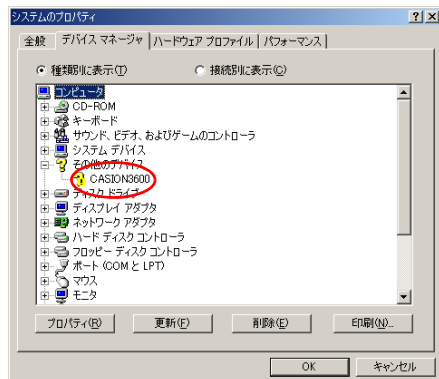 システムのプロパティ
全般 デバイス マネージャ ハードウェア プロファイル パフォーマンス
種類別に表示(T) 接続別に表示(C)
コンピュータ
CD-ROM
キーボード
サウンド、ビデオ、およびゲームのコントローラ
システム デバイス
その他のデバイス
CASION3600
ディスク ドライブ
ディスプレイ アダプタ
ネットワーク アダプタ
ハード ディスク コントローラ
フロッピー ディスク コントローラ
ポート (COM と LPT)
マウス
モニタ
プロパティ(R) 更新(F) 削除(E) 印刷(N)...
OK キャンセル